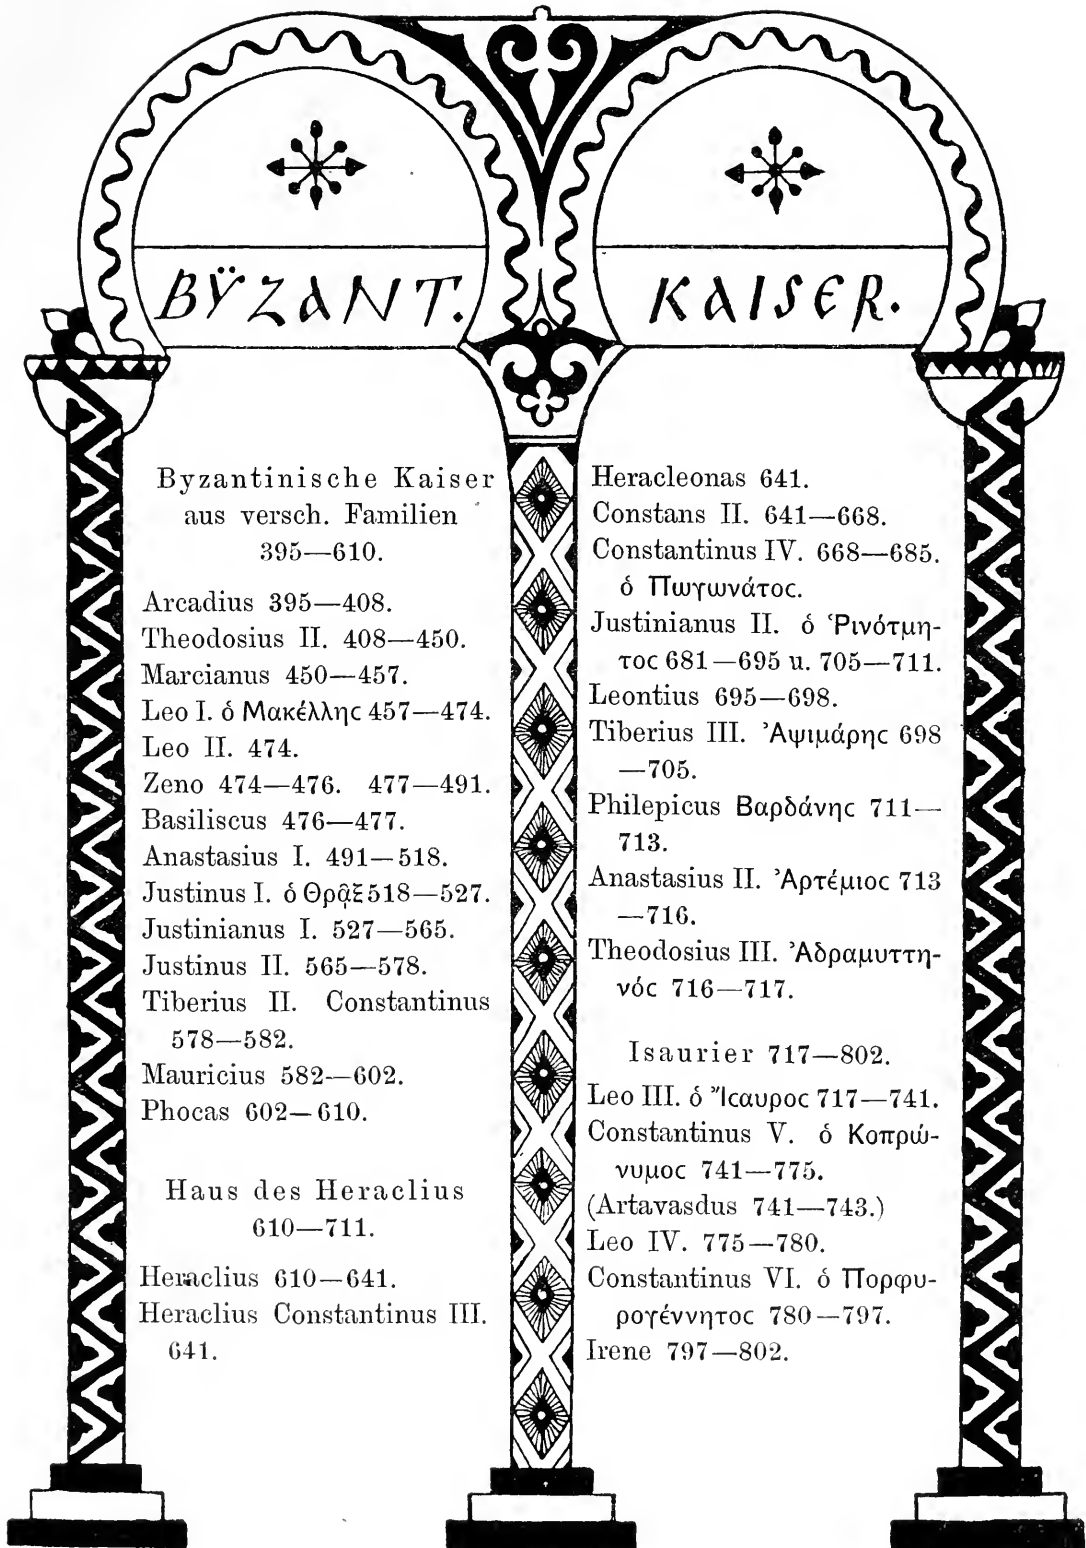 BŸZANT. KAISER.
Byzantinische Kaiser
aus versch. Familien
395—610.
Arcadius 395—408.
Theodosius II. 408—450.
Marcianus 450—457.
Leo I. ὁ Μακέλληϲ 457—474.
Leo II. 474.
Zeno 474—476. 477—491.
Basiliscus 476—477.
Anastasius I. 491—518.
Justinus I. ὁ Θρᾷξ 518—527.
Justinianus I. 527—565.
Justinus II. 565—578.
Tiberius II. Constantinus
578—582.
Mauricius 582—602.
Phocas 602—610.
Haus des Heraclius
610—711.
Heraclius 610—641.
Heraclius Constantinus III.
641.
Heracleonas 641.
Constans II. 641—668.
Constantinus IV. 668—685.
ὁ Πωγωνάτοϲ.
Justinianus II. ὁ Ῥινότμη-
τοϲ 681—695 u. 705—711.
Leontius 695—698.
Tiberius III. Ἀψιμάρηϲ 698
—705.
Philepicus Βαρδάνηϲ 711—
713.
Anastasius II. Ἀρτέμιοϲ 713
—716.
Theodosius III. Ἀδραμυττη-
νόϲ 716—717.
Isaurier 717—802.
Leo III. ὁ Ἴϲαυροϲ 717—741.
Constantinus V. ὁ Κοπρώ-
νυμοϲ 741—775.
(Artavasdus 741—743.)
Leo IV. 775—780.
Constantinus VI. ὁ Πορφυ-
ρογέννητοϲ 780—797.
Irene 797—802.